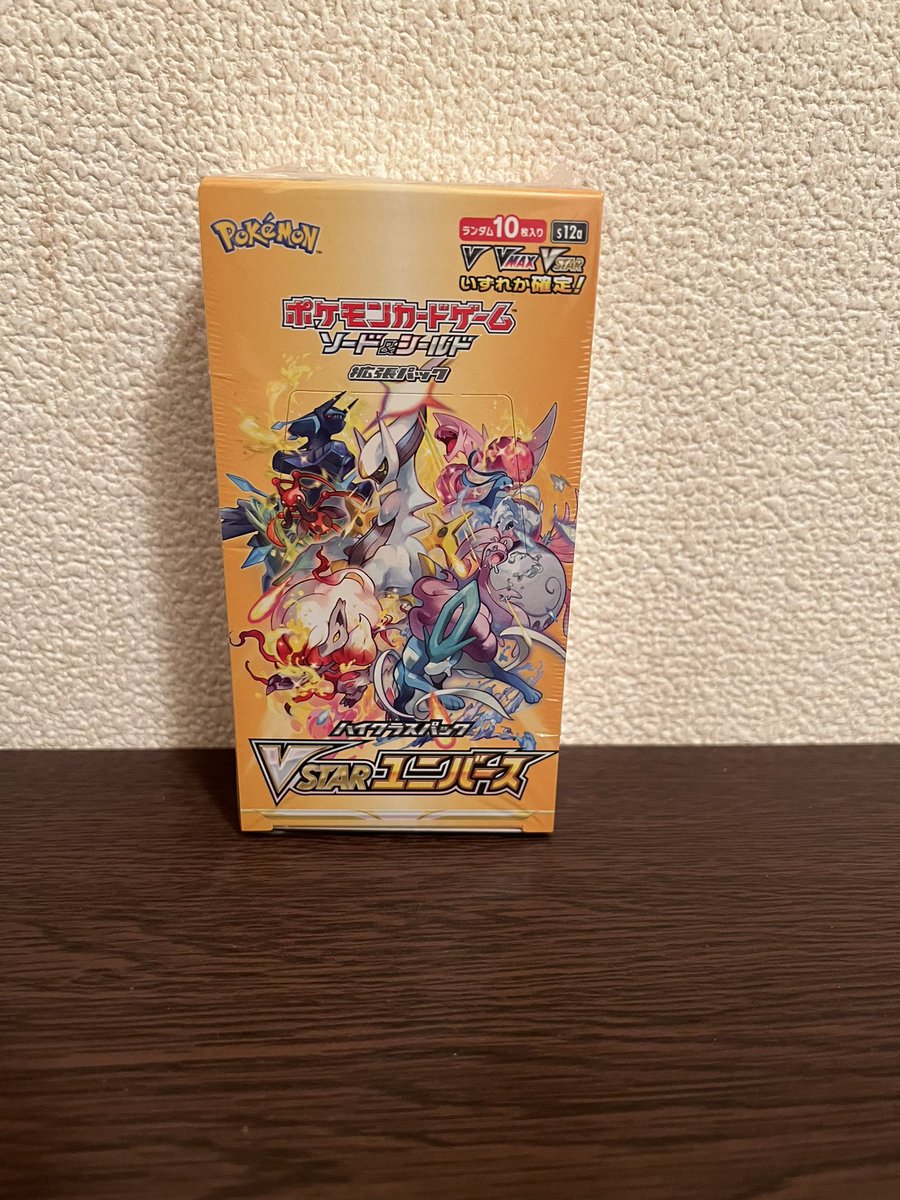 POKéMON™
ランダム10枚入り S12a
V VMAX VSTAR
いずれか確定!
ポケモンカードゲーム™
ソード&シールド
拡張パック
ハイクラスパック
VSTARユニバース